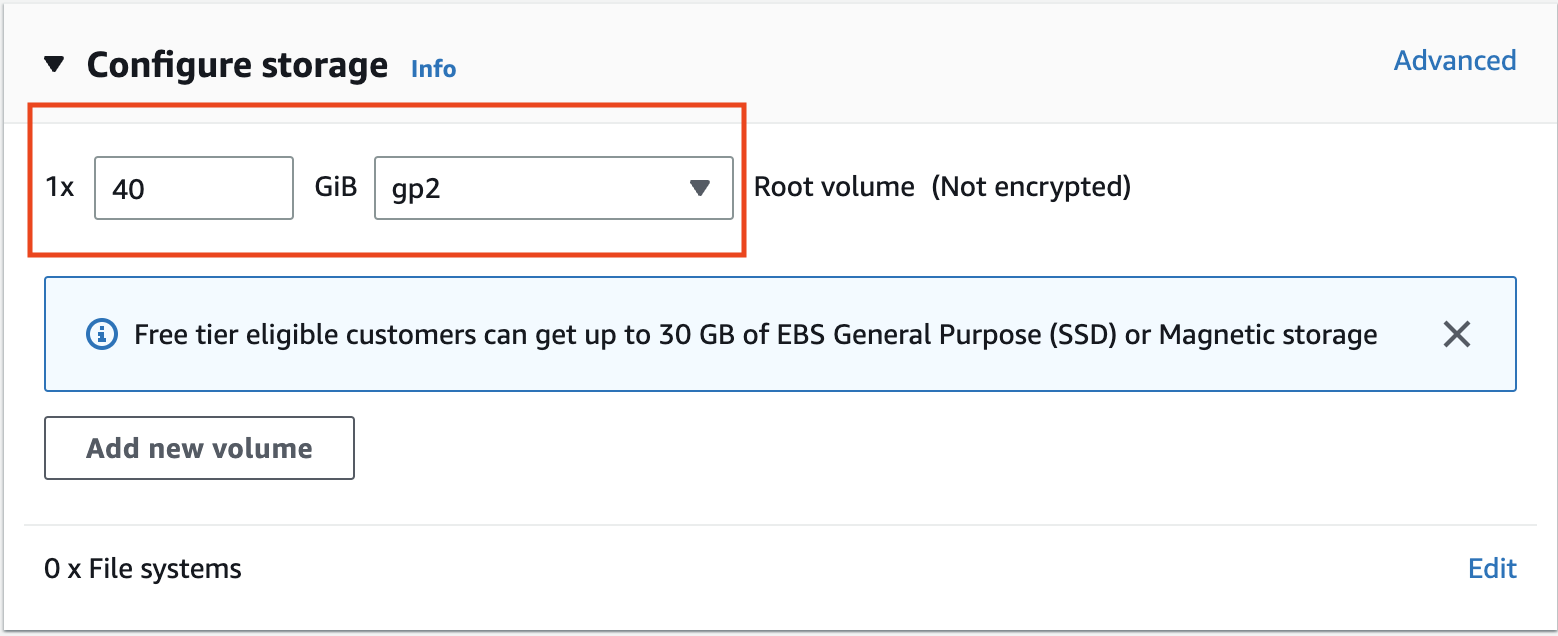 Configure storage Info Advanced
1x 40 GiB gp2 Root volume (Not encrypted)
Free tier eligible customers can get up to 30 GB of EBS General Purpose (SSD) or Magnetic storage
Add new volume
0 x File systems Edit